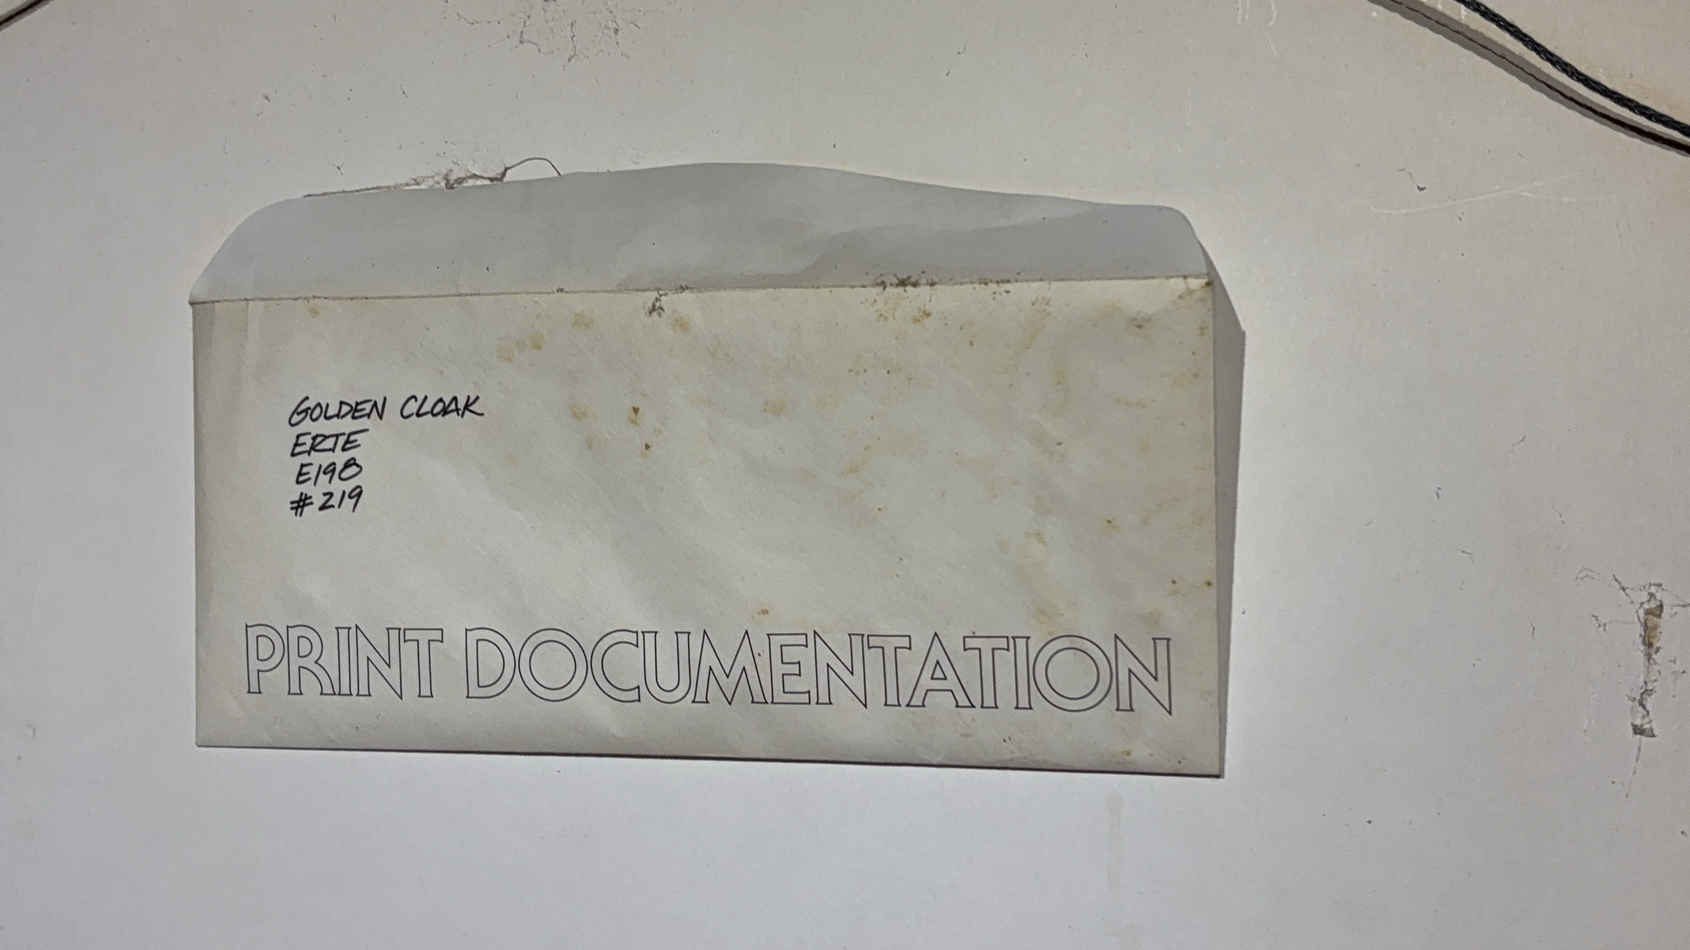 GOLDEN CLOAK
ERTE
E198
#219
PRINT DOCUMENTATION